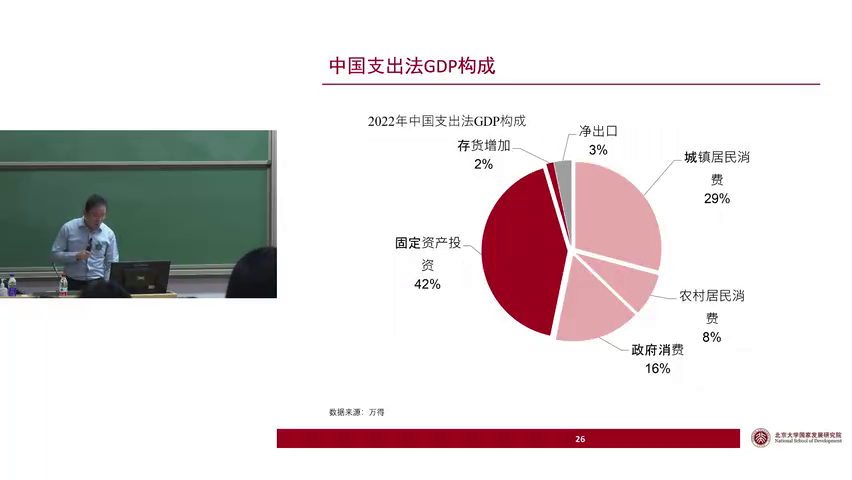 中国支出法GDP构成
2022年中国支出法GDP构成
净出口
3%
存货增加
2%
城镇居民消
费
29%
固定资产投
资
42%
农村居民消
费
8%
政府消费
16%
数据来源：万得
26
北京大学国家发展研究院
National School of Development